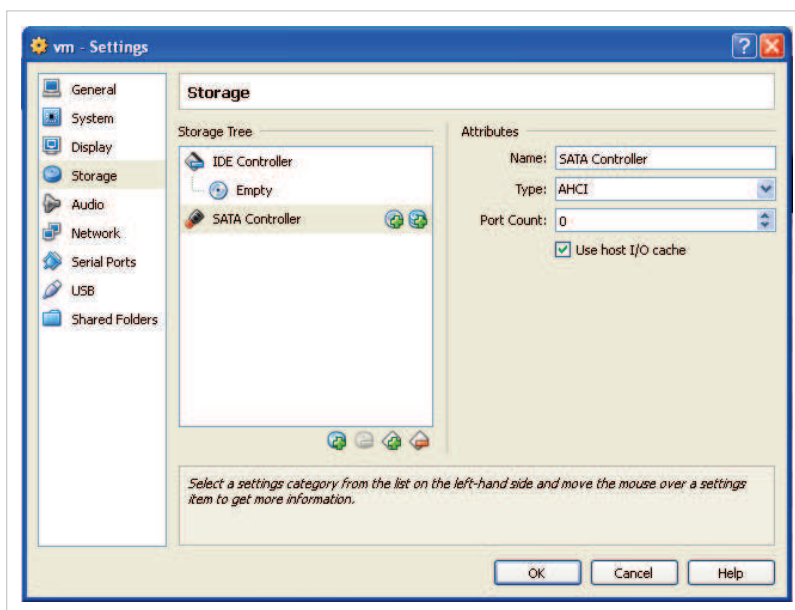 vm - Settings
General
System
Display
Storage
Audio
Network
Serial Ports
USB
Shared Folders
Storage
Storage Tree
IDE Controller
Empty
SATA Controller
Attributes
Name: SATA Controller
Type: AHCI
Port Count: 0
Use host I/O cache
Select a settings category from the list on the left-hand side and move the mouse over a settings
item to get more information.
OK Cancel Help